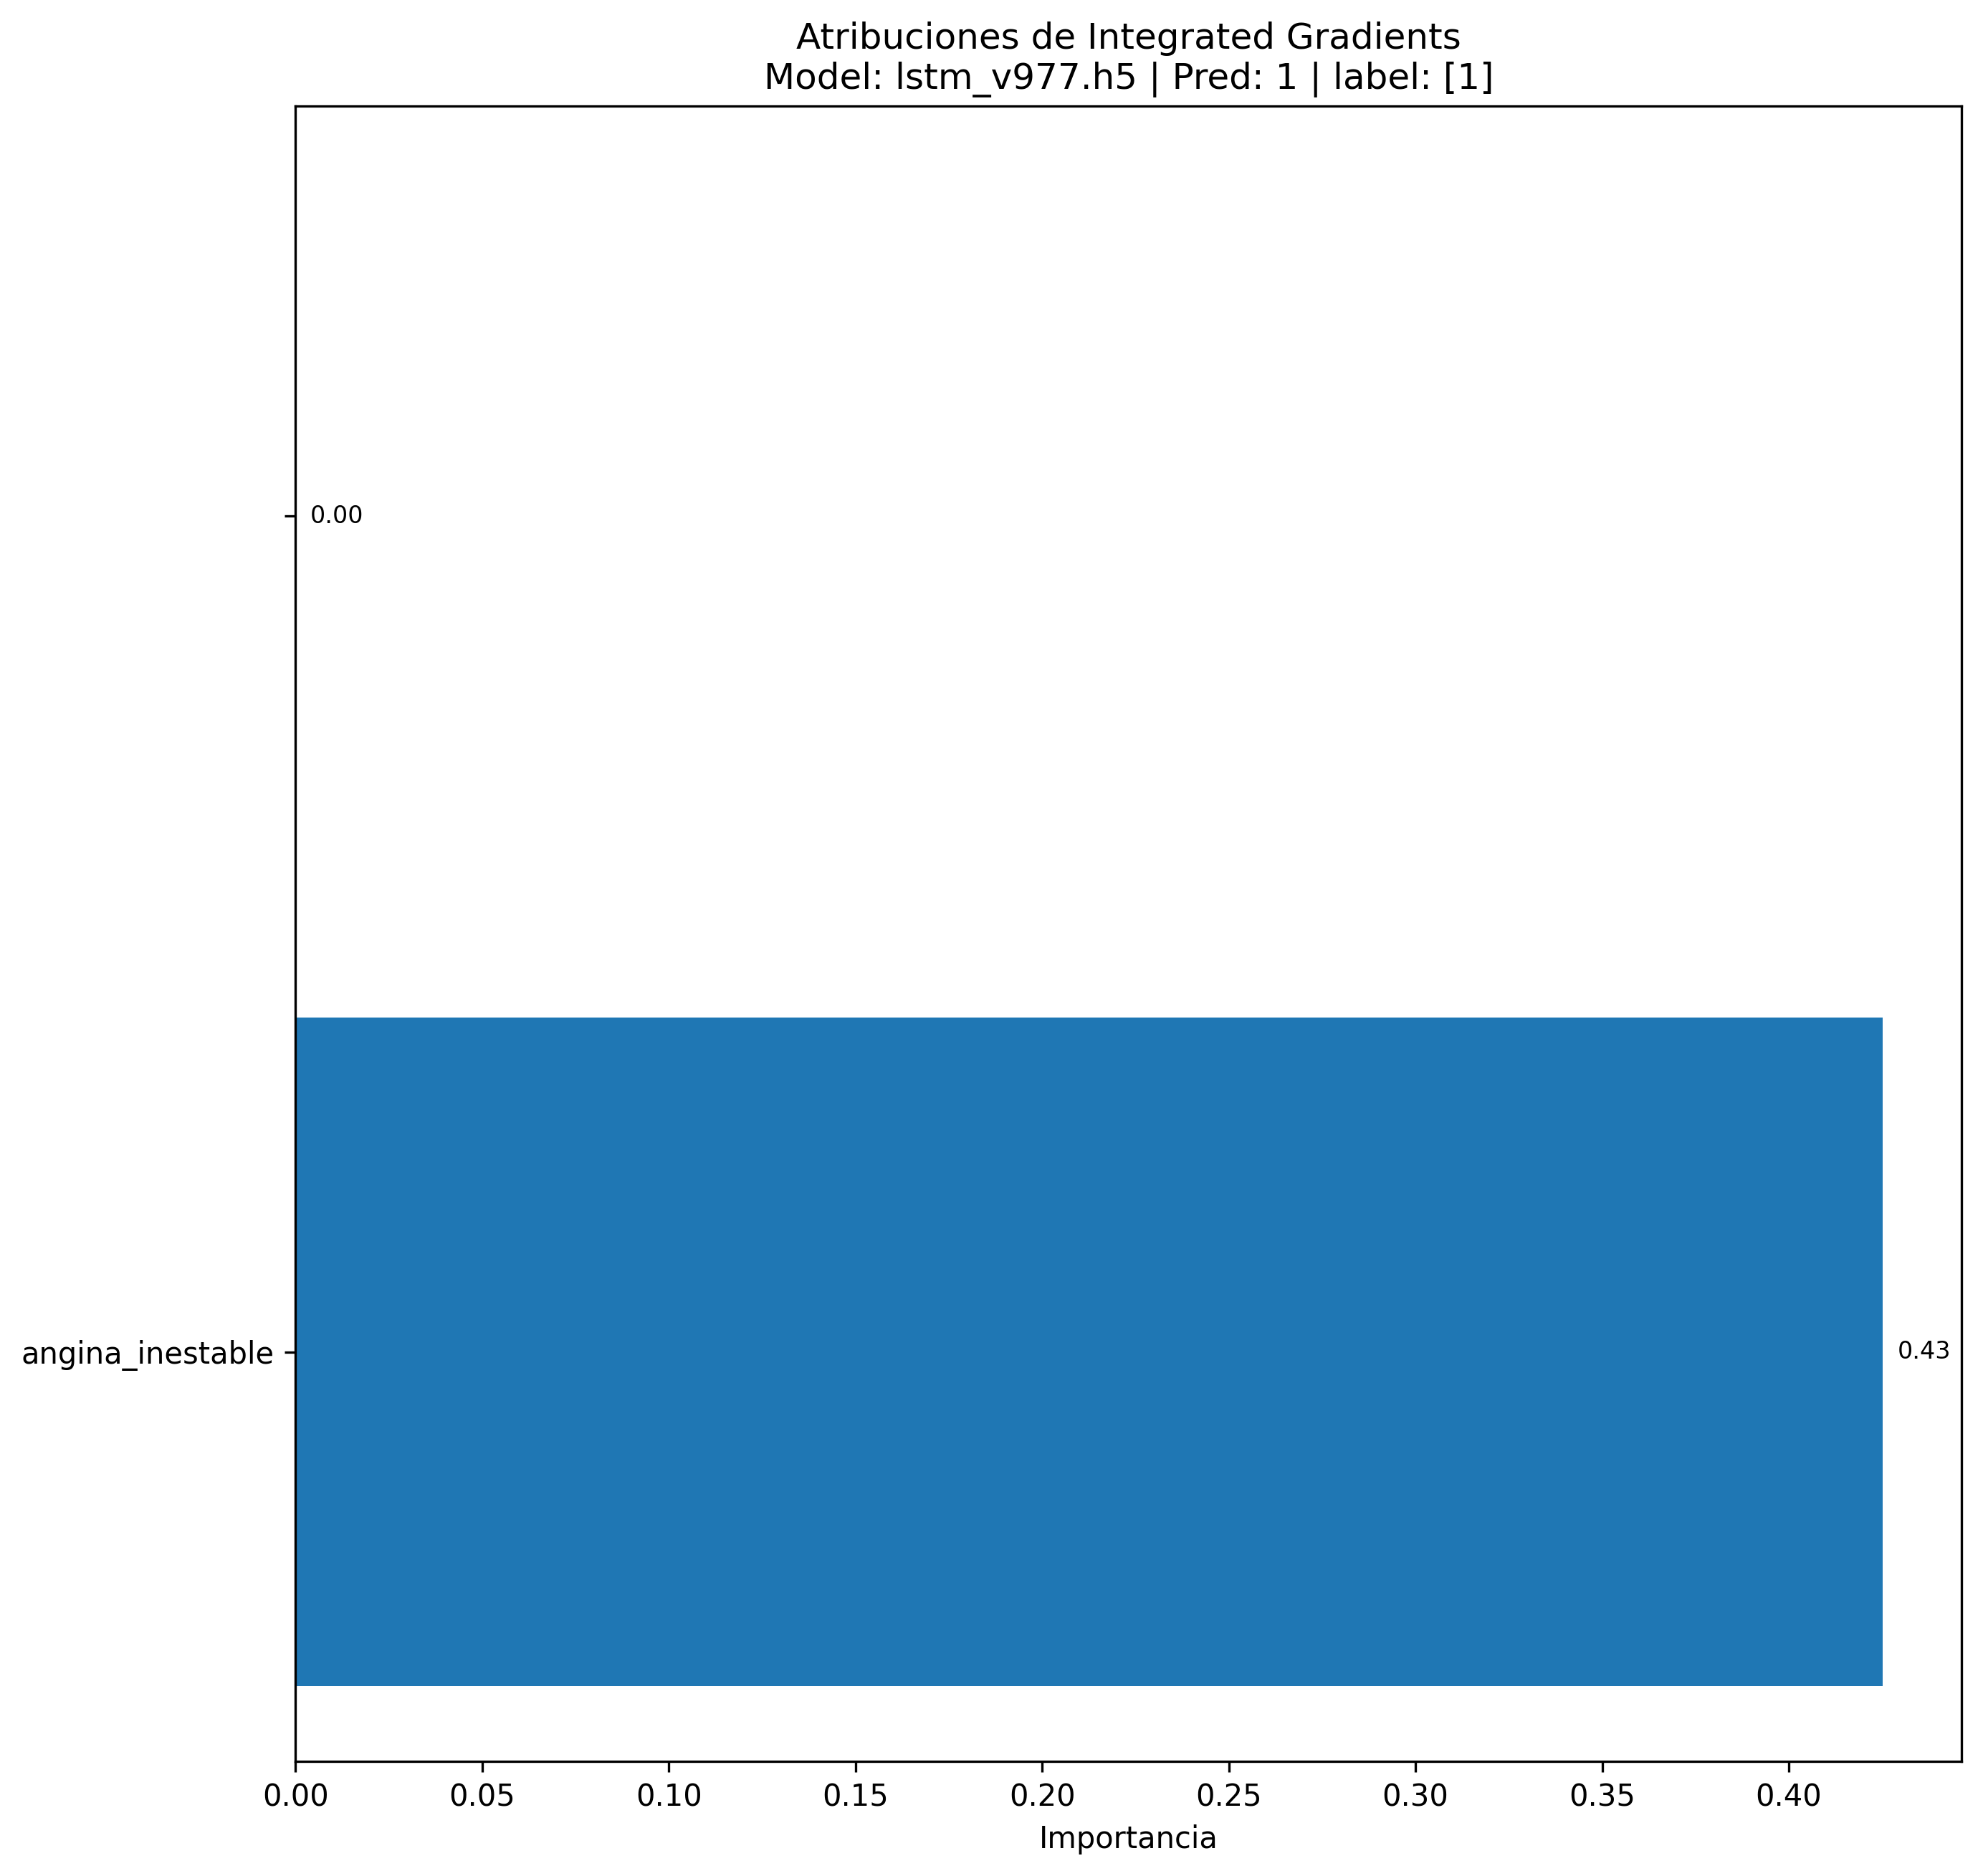 Atribuciones de Integrated Gradients
Model: lstm_v977.h5 | Pred: 1 | label: [1]
0.00
angina_inestable
0.43
0.00 0.05 0.10 0.15 0.20 0.25 0.30 0.35 0.40
Importancia